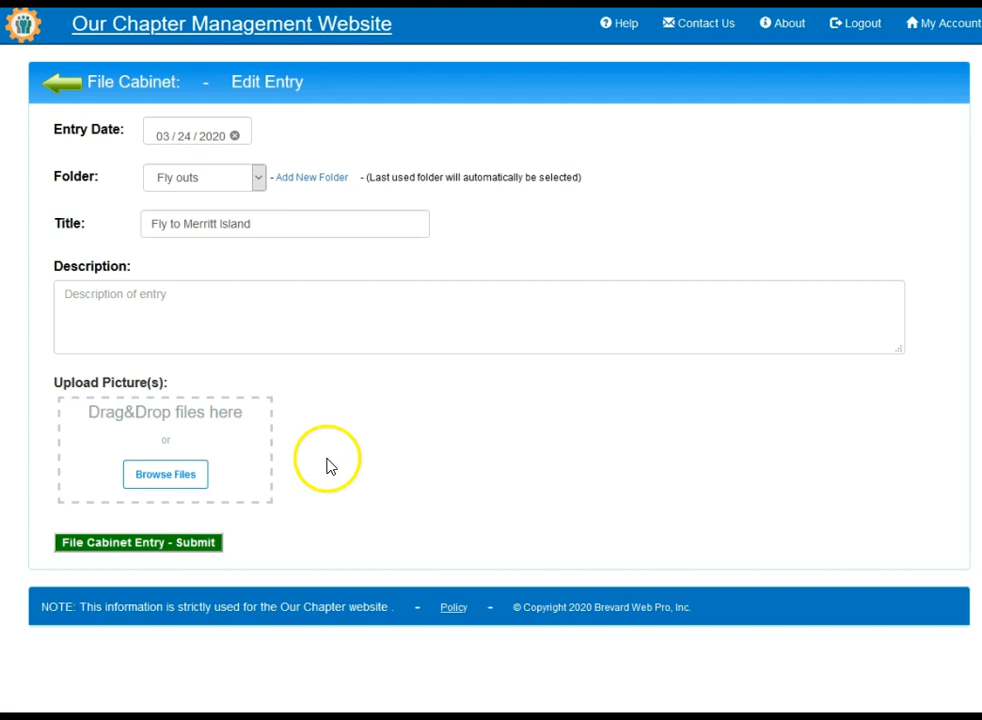 Our Chapter Management Website
Help Contact Us About Logout My Account
File Cabinet: - Edit Entry
Entry Date: 03 / 24 / 2020
Folder: Fly outs - Add New Folder - (Last used folder will automatically be selected)
Title: Fly to Merritt Island
Description:
Description of entry
Upload Picture(s):
Drag&Drop files here
or
Browse Files
File Cabinet Entry - Submit
NOTE: This information is strictly used for the Our Chapter website . - Policy - © Copyright 2020 Brevard Web Pro, Inc.